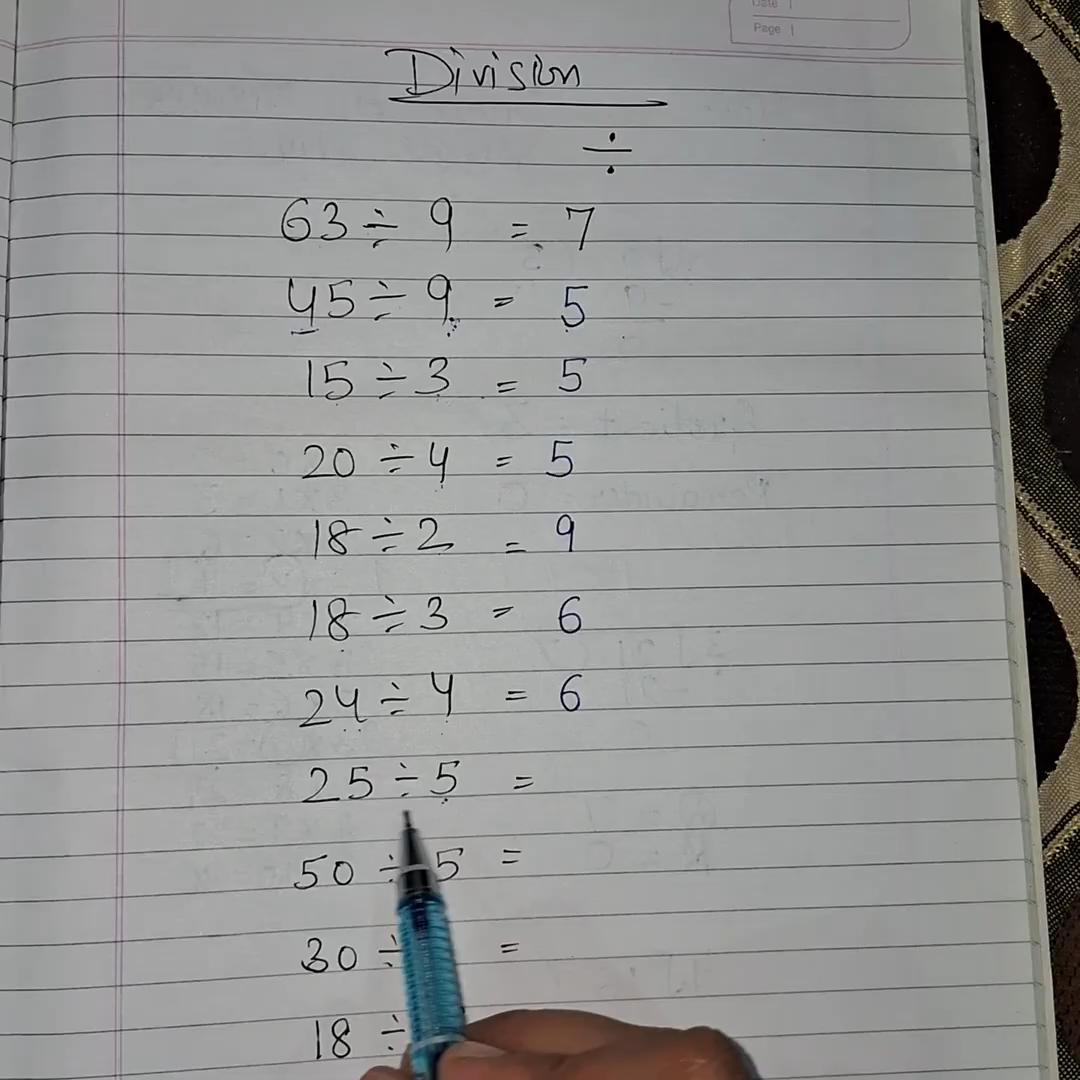 Date
Page
Division
÷
63 ÷ 9 = 7
45 ÷ 9 = 5
15 ÷ 3 = 5
20 ÷ 4 = 5
18 ÷ 2 = 9
18 ÷ 3 = 6
24 ÷ 4 = 6
25 ÷ 5 =
50 ÷ 5 =
30 ÷ =
18 ÷